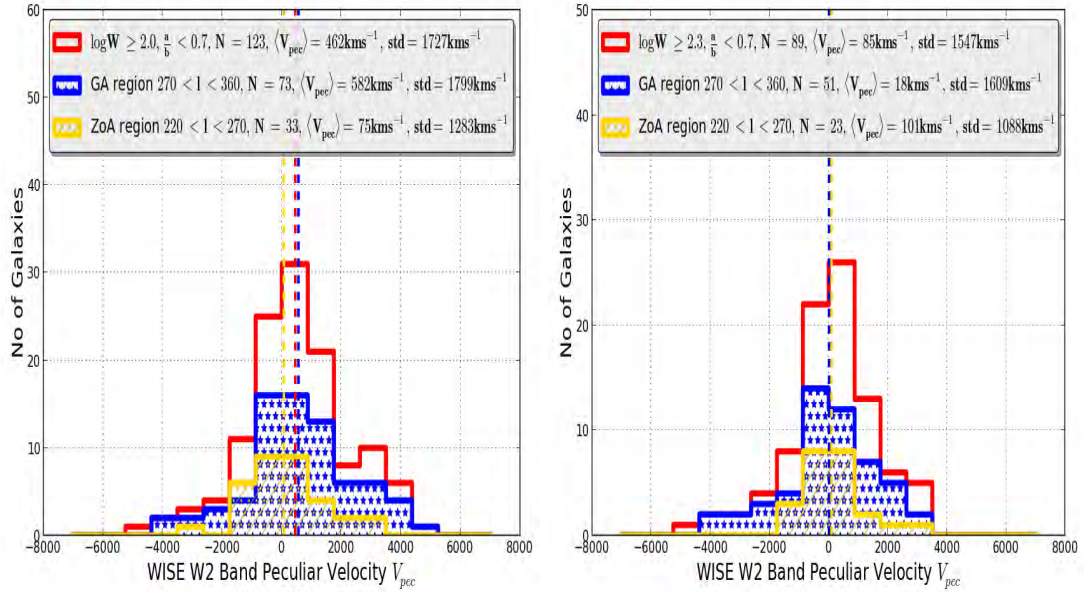 60
logW ≥ 2.0, a/b < 0.7, N = 123, ⟨V_pec⟩ = 462kms⁻¹, std = 1727kms⁻¹
GA region 270 < l < 360, N = 73, ⟨V_pec⟩ = 582kms⁻¹, std = 1799kms⁻¹
ZoA region 220 < l < 270, N = 33, ⟨V_pec⟩ = 75kms⁻¹, std = 1283kms⁻¹
50
40
30
20
10
0
No of Galaxies
−8000 −6000 −4000 −2000 0 2000 4000 6000 8000
WISE W2 Band Peculiar Velocity V_pec
50
logW ≥ 2.3, a/b < 0.7, N = 89, ⟨V_pec⟩ = 85kms⁻¹, std = 1547kms⁻¹
GA region 270 < l < 360, N = 51, ⟨V_pec⟩ = 18kms⁻¹, std = 1609kms⁻¹
ZoA region 220 < l < 270, N = 23, ⟨V_pec⟩ = 101kms⁻¹, std = 1088kms⁻¹
40
30
20
10
0
No of Galaxies
−8000 −6000 −4000 −2000 0 2000 4000 6000 8000
WISE W2 Band Peculiar Velocity V_pec